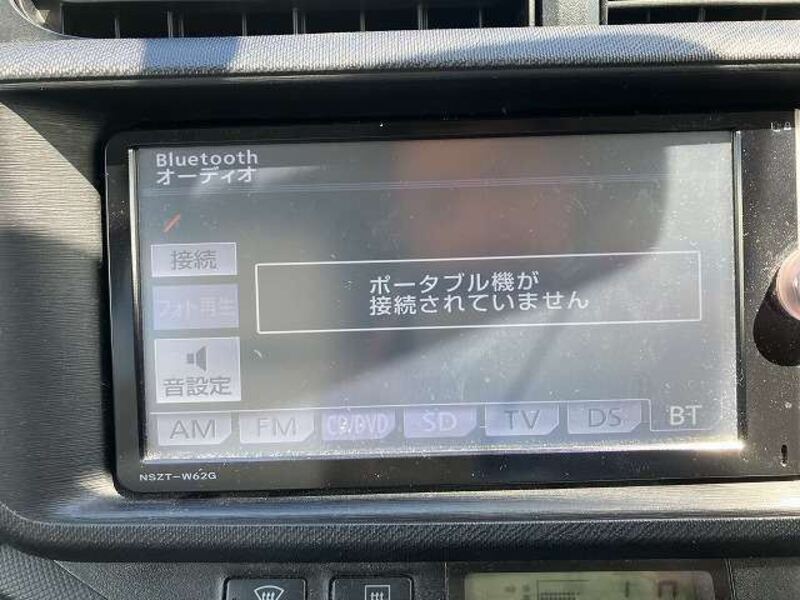 Bluetooth
オーディオ
接続
ポータブル機が
接続されていません
フォト再生
音設定
AM FM CD/DVD SD TV DS BT
NSZT-W62G